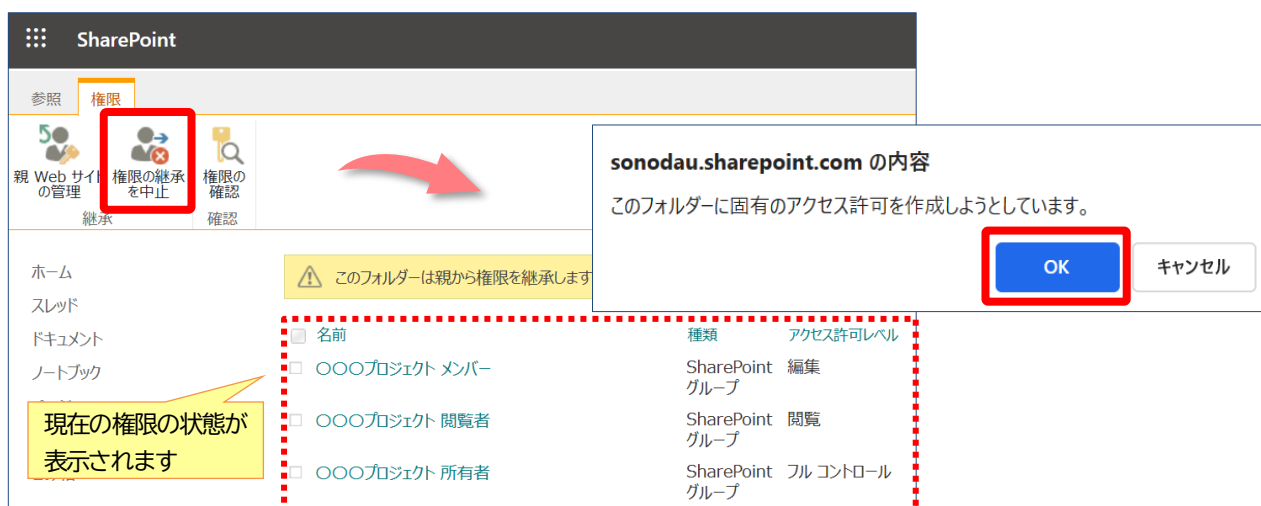 SharePoint
参照
権限
親 Web サイト
の管理
権限の継承
を中止
権限の
確認
継承
確認
sonodau.sharepoint.com の内容
このフォルダーに固有のアクセス許可を作成しようとしています。
OK
キャンセル
ホーム
スレッド
ドキュメント
ノートブック
このフォルダーは親から権限を継承します
名前
種類
アクセス許可レベル
〇〇〇プロジェクト メンバー
SharePoint
グループ
編集
〇〇〇プロジェクト 閲覧者
SharePoint
グループ
閲覧
〇〇〇プロジェクト 所有者
SharePoint
グループ
フル コントロール
現在の権限の状態が
表示されます